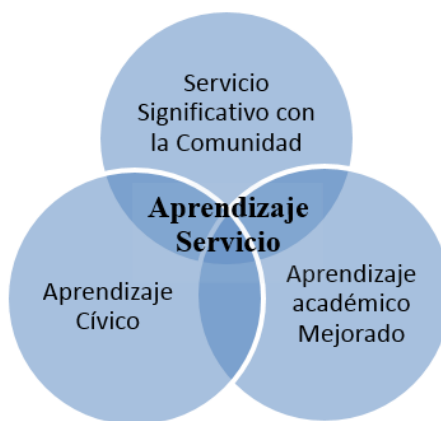 Servicio
Significativo con
la Comunidad
Aprendizaje
Servicio
Aprendizaje
Cívico
Aprendizaje
académico
Mejorado